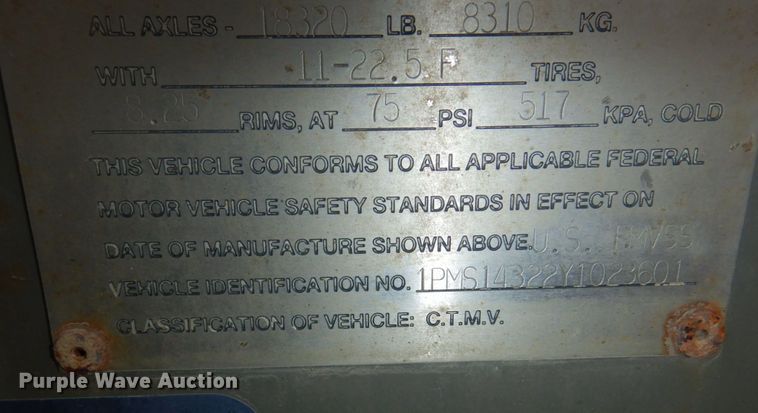 ALL AXLES - 18320 LB. 8310 KG.
WITH 11-22.5 F TIRES,
8.25 RIMS, AT 75 PSI 517 KPA, COLD
THIS VEHICLE CONFORMS TO ALL APPLICABLE FEDERAL
MOTOR VEHICLE SAFETY STANDARDS IN EFFECT ON
DATE OF MANUFACTURE SHOWN ABOVE. U.S. FMVSS
VEHICLE IDENTIFICATION NO. 1PMS14322Y1023601
CLASSIFICATION OF VEHICLE: C.T.M.V.
Purple Wave Auction